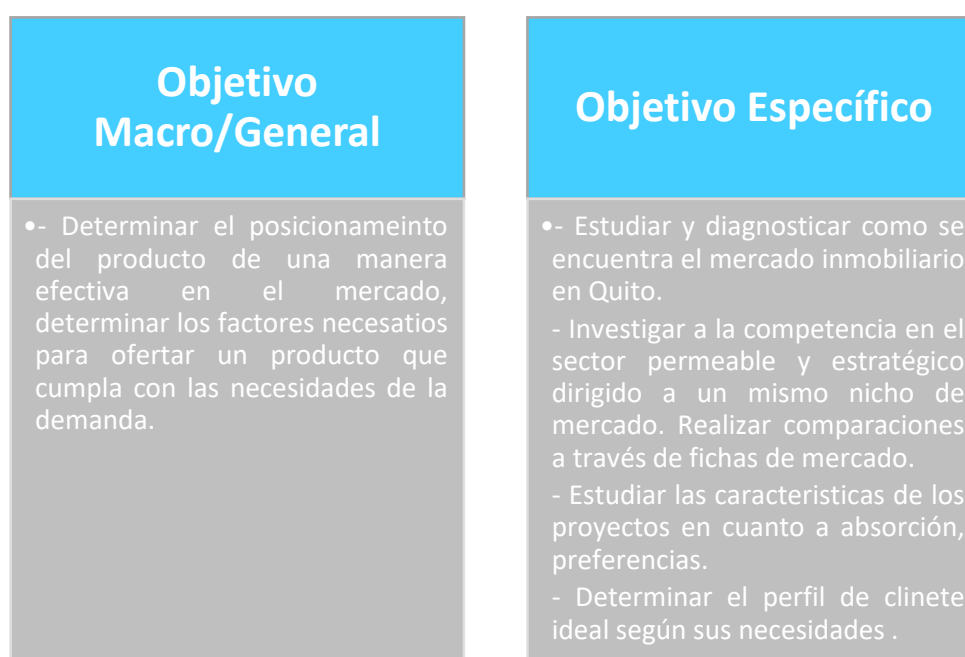 Objetivo
Macro/General
•- Determinar el posicionameinto
del producto de una manera
efectiva en el mercado,
determinar los factores necesatios
para ofertar un producto que
cumpla con las necesidades de la
demanda.
Objetivo Específico
•- Estudiar y diagnosticar como se
encuentra el mercado inmobiliario
en Quito.
- Investigar a la competencia en el
sector permeable y estratégico
dirigido a un mismo nicho de
mercado. Realizar comparaciones
a través de fichas de mercado.
- Estudiar las caracteristicas de los
proyectos en cuanto a absorción,
preferencias.
- Determinar el perfil de clinete
ideal según sus necesidades .